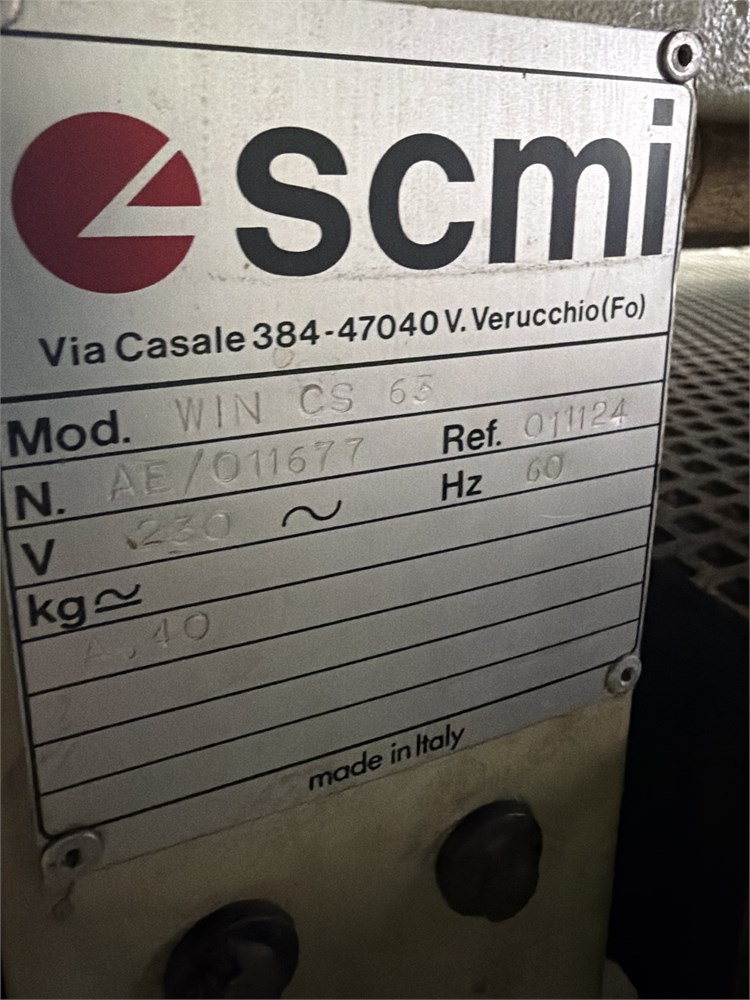 scmi
Via Casale 384-47040 V. Verucchio (Fo)
Mod. WIN CS 63
N. AE/011677 Ref. 011124
V 230 ~ Hz 60
kg≃
A. 40
made in Italy